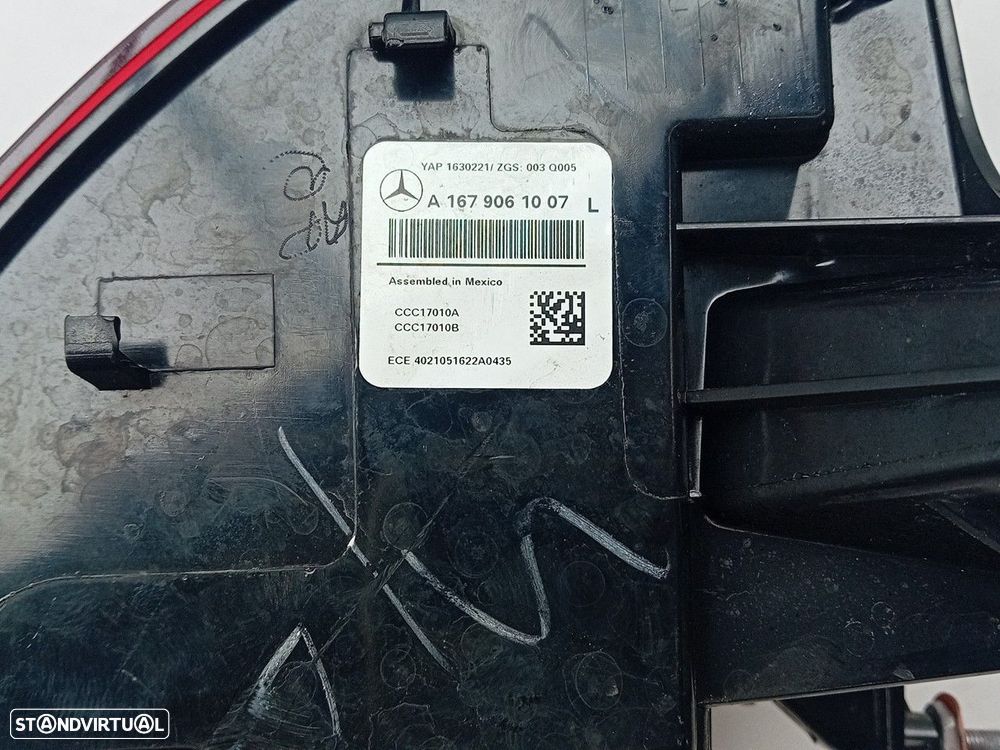 YAP 1630221/ ZGS: 003 Q005
A 167 906 10 07 L
Assembled in Mexico
CCC17010A
CCC17010B
ECE 4021051622A0435
STANDVIRTUAL